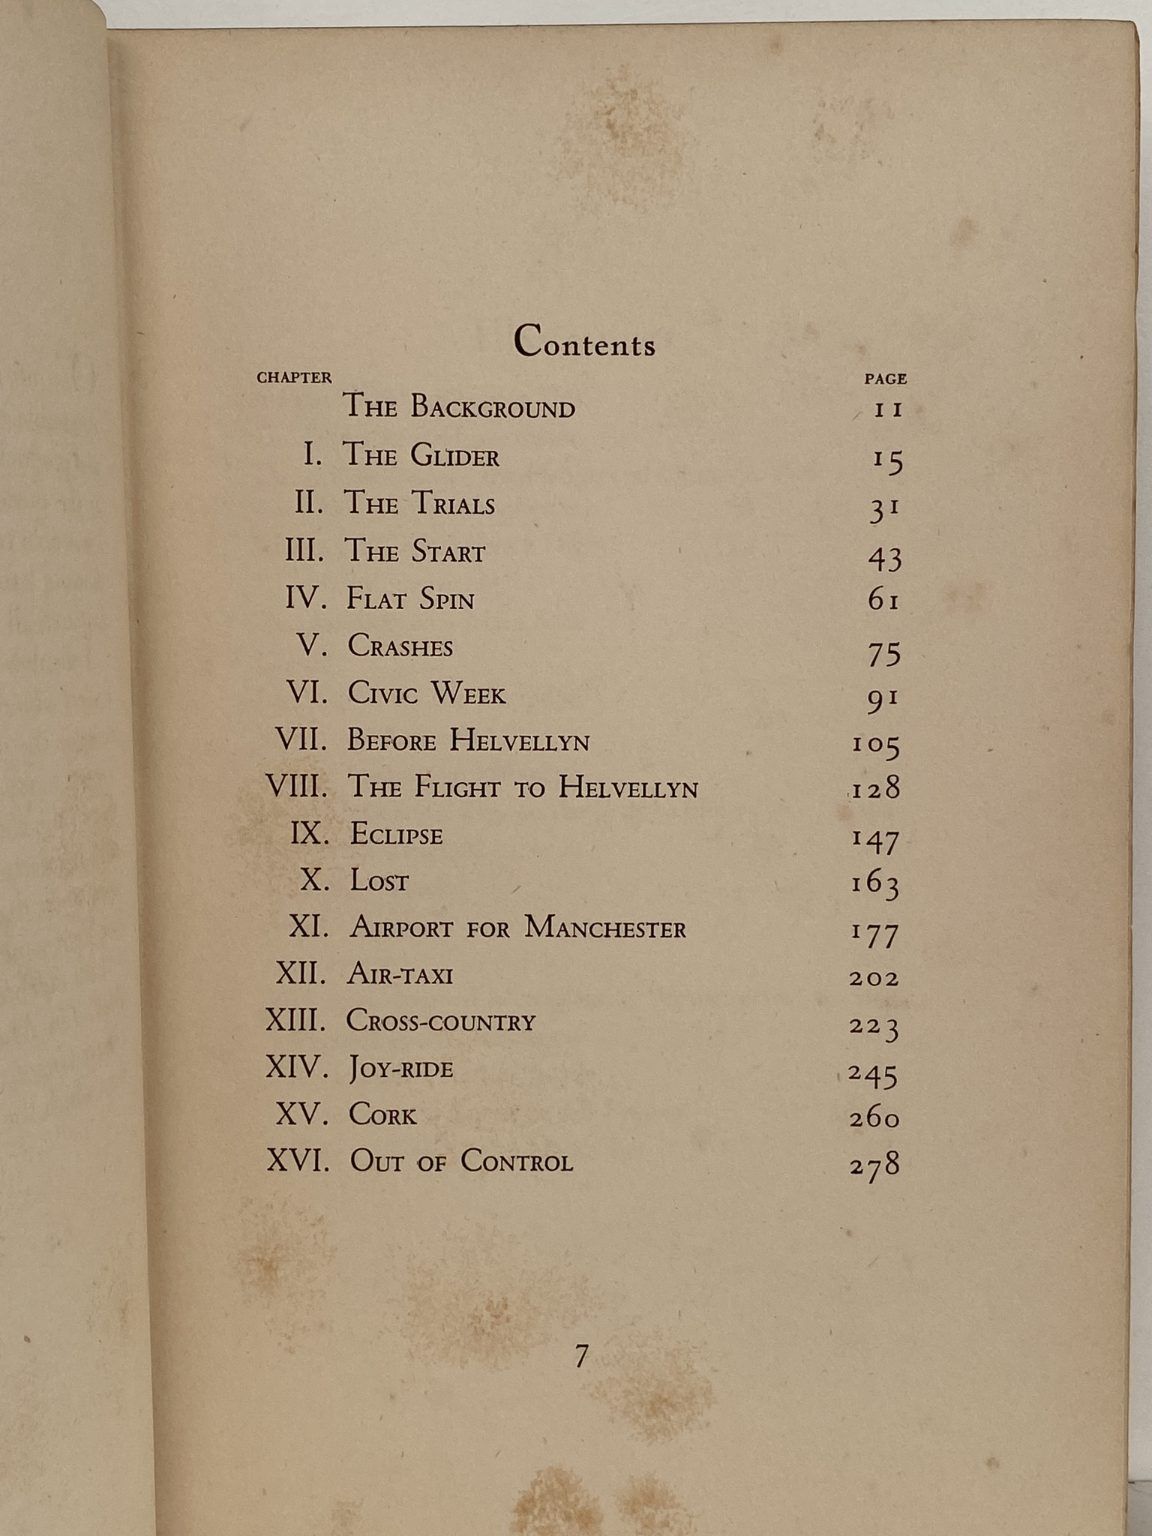 Contents
CHAPTER PAGE
THE BACKGROUND 11
I. THE GLIDER 15
II. THE TRIALS 31
III. THE START 43
IV. FLAT SPIN 61
V. CRASHES 75
VI. CIVIC WEEK 91
VII. BEFORE HELVELLYN 105
VIII. THE FLIGHT TO HELVELLYN 128
IX. ECLIPSE 147
X. LOST 163
XI. AIRPORT FOR MANCHESTER 177
XII. AIR-TAXI 202
XIII. CROSS-COUNTRY 223
XIV. JOY-RIDE 245
XV. CORK 260
XVI. OUT OF CONTROL 278
7